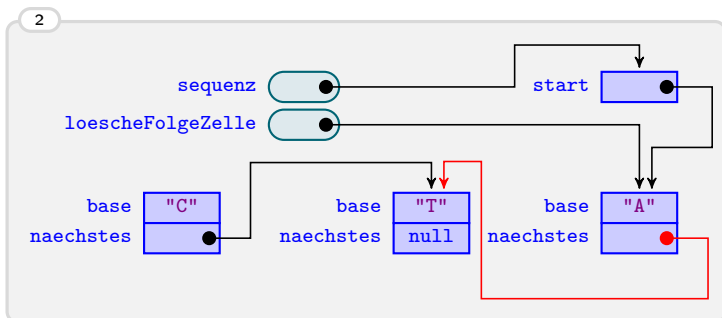 2
sequenz start
loescheFolgeZelle
base "C" base "T" base "A"
naechstes naechstes null naechstes